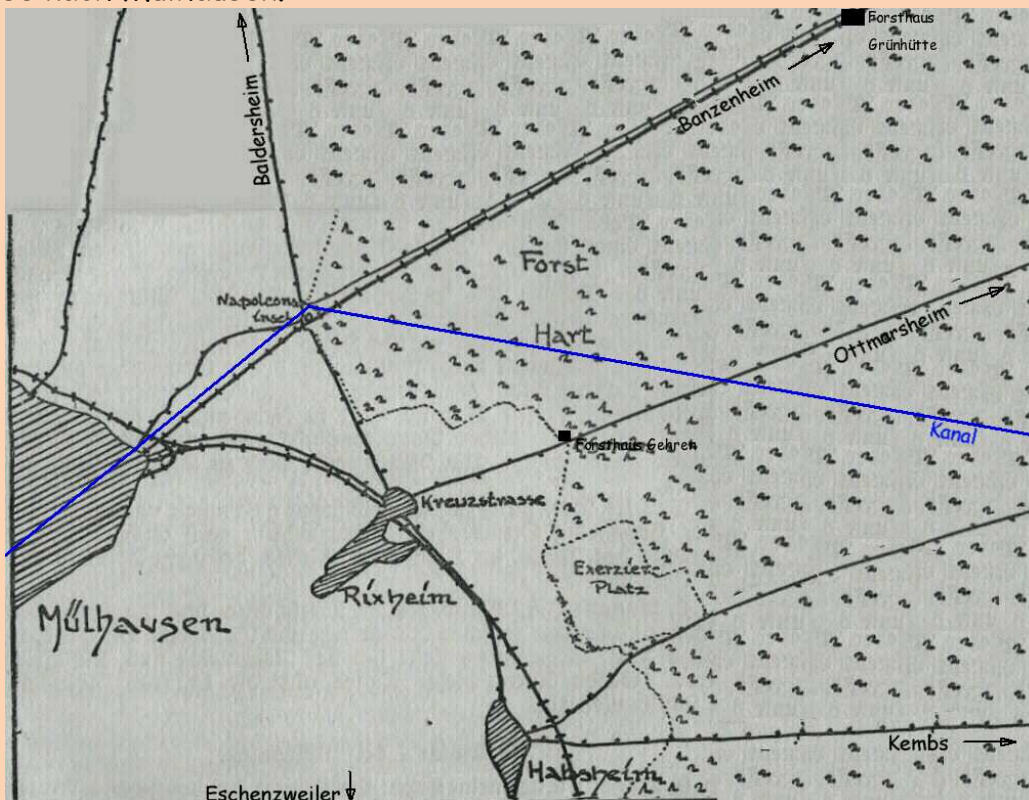 Forsthaus
Grünhütte
Banzenheim
Baldersheim
Napoleons
Insel
Forst
Hart
Ottmarsheim
Kanal
Forsthaus Gehren
Kreuzstrasse
Exerzier
Platz
Rixheim
Mülhausen
Kembs
Habsheim
Eschenzweiler